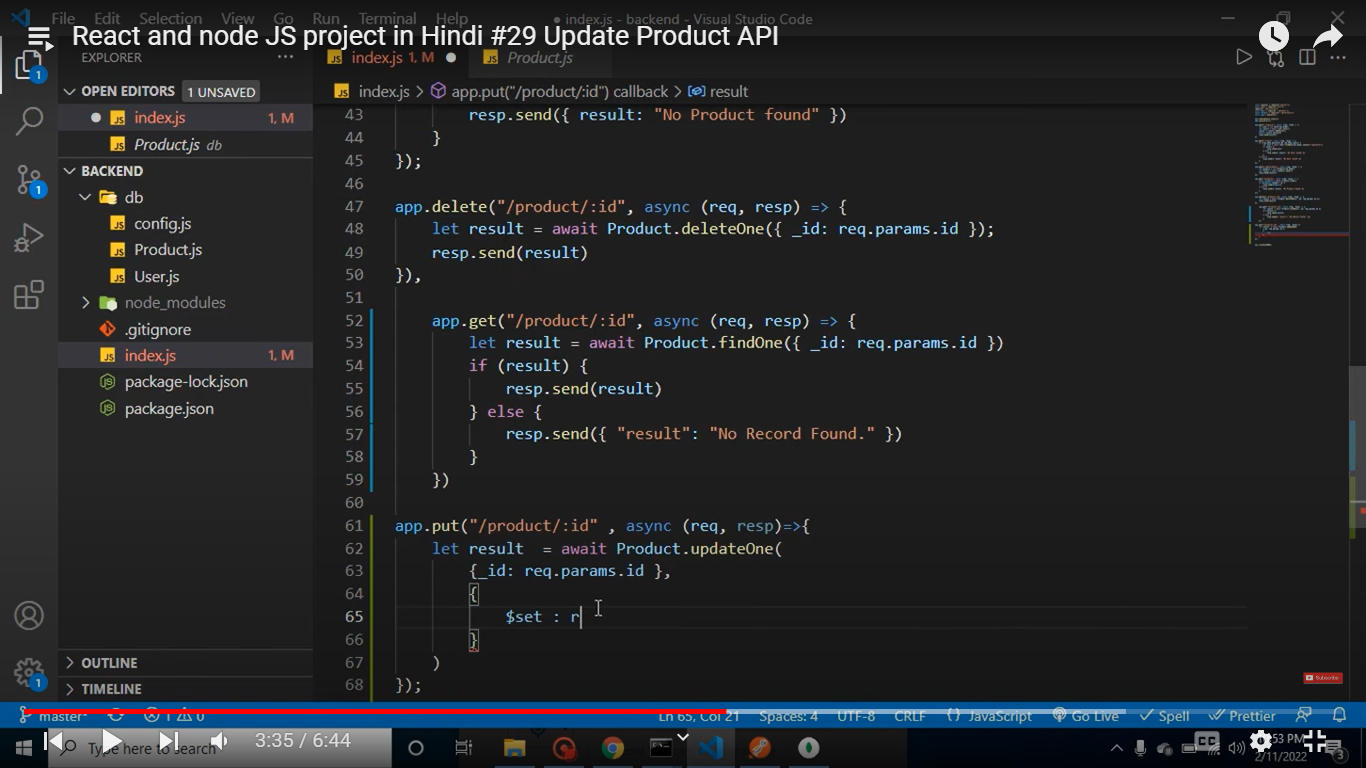 File Edit Selection View Go Run Terminal Help
● index.js - backend - Visual Studio Code
React and node JS project in Hindi #29 Update Product API
EXPLORER
index.js 1, M
Product.js
OPEN EDITORS 1 UNSAVED
index.js 1, M
Product.js db
BACKEND
db
config.js
Product.js
User.js
node_modules
.gitignore
index.js 1, M
package-lock.json
package.json
OUTLINE
TIMELINE
1
1
1
index.js > app.put("/product/:id") callback > result
43 resp.send({ result: "No Product found" })
44 }
45 });
46
47 app.delete("/product/:id", async (req, resp) => {
48 let result = await Product.deleteOne({ _id: req.params.id });
49 resp.send(result)
50 }),
51
52 app.get("/product/:id", async (req, resp) => {
53 let result = await Product.findOne({ _id: req.params.id })
54 if (result) {
55 resp.send(result)
56 } else {
57 resp.send({ "result": "No Record Found." })
58 }
59 })
60
61 app.put("/product/:id" , async (req, resp)=>{
62 let result = await Product.updateOne(
63 {_id: req.params.id },
64 {
65 $set : r
66 }
67 )
68 });
Subscribe
master* 1 0 Ln 65, Col 21 Spaces: 4 UTF-8 CRLF {} JavaScript Go Live Spell Prettier
Type here to search
3:35 / 6:44
CC
:53 PM
2/11/2022
3